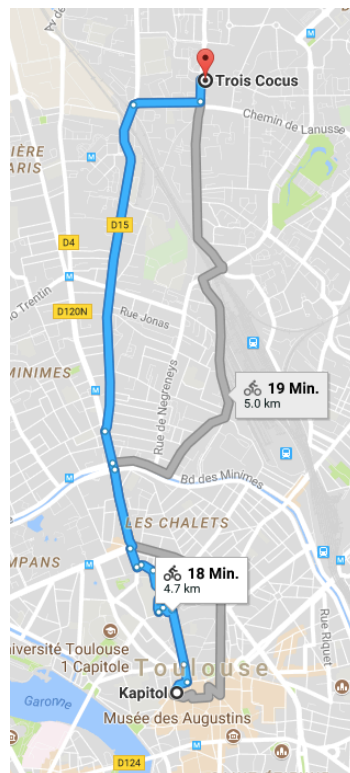 Av de
Trois Cocus
Chemin de Lanusse
IÈRE
ARIS
D15
D4
D120N
o Trentin
Rue Jonas
Rue de Negreneys
MINIMES
19 Min.
5.0 km
Bd des Minimes
LES CHALETS
MPANS
18 Min.
4.7 km
Rue Riquet
niversité Toulouse
1 Capitole
Toulouse
Kapitol
Garonne
Musée des Augustins
D124